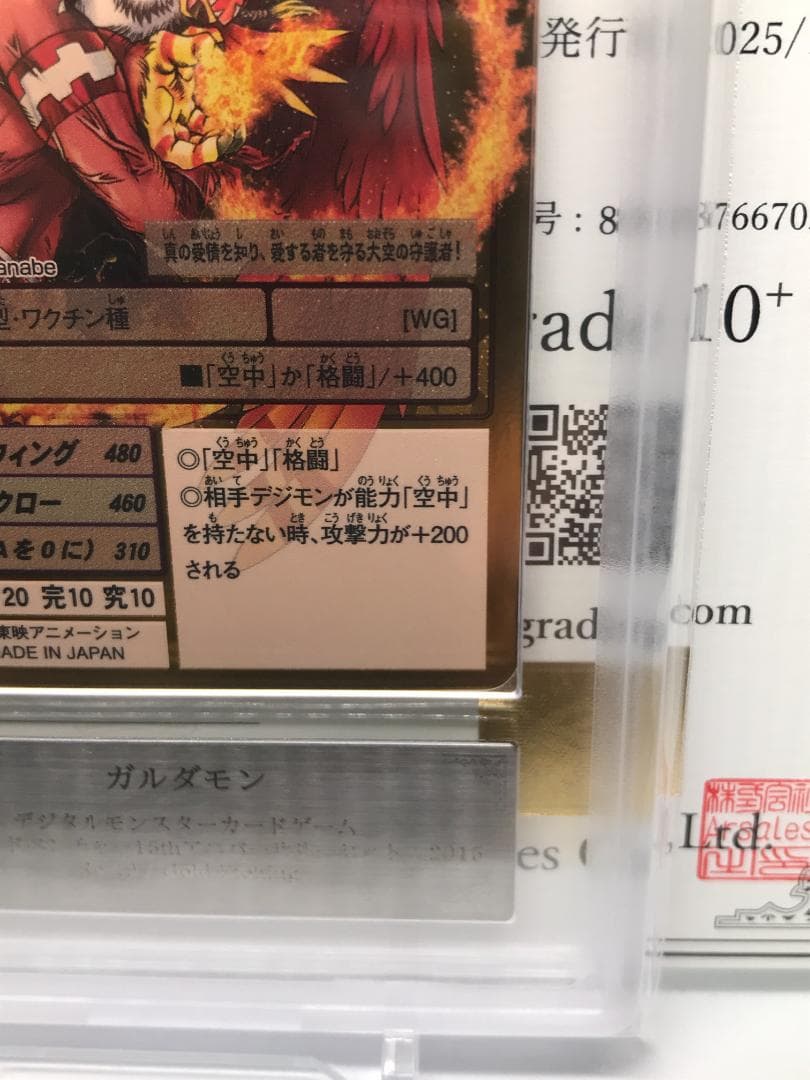 発行
025/
真の愛情を知り、愛する者を守る大空の守護者!
anabe
型・ワクチン種
[WG]
■「空中」か「格闘」/+400
ウィング 480
クロー 460
Aを0に) 310
20 完10 究10
東映アニメーション
ADE IN JAPAN
◎「空中」「格闘」
◎相手デジモンが能力「空中」
を持たない時、攻撃力が+200
される
号:8
76670
rad 10+
grad com
ガルダモン
デジタルモンスターカードゲーム
15th
2015
es
,Ltd.
Arsales